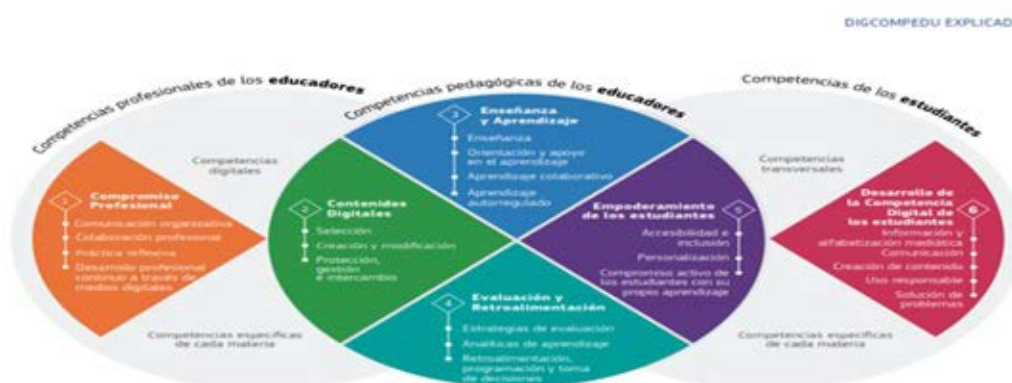 DIGCOMPEDU EXPLICAD
Competencias profesionales de los educadores
Competencias pedagógicas de los educadores
Competencias de los estudiantes
Competencias
digitales
1
Compromiso
Profesional
Comunicación organizativa
Colaboración profesional
Práctica reflexiva
Desarrollo profesional
continuo a través de
medios digitales
Competencias específicas
de cada materia
2
Contenidos
Digitales
Selección
Creación y modificación
Protección,
gestión
e intercambio
3
Enseñanza
y Aprendizaje
Enseñanza
Orientación y apoyo
en el aprendizaje
Aprendizaje colaborativo
Aprendizaje
autorregulado
4
Evaluación y
Retroalimentación
Estrategias de evaluación
Analíticas de aprendizaje
Retroalimentación,
programación y toma
de decisiones
5
Empoderamiento
de los estudiantes
Accesibilidad e
inclusión
Personalización
Compromiso activo de
los estudiantes con su
propio aprendizaje
Competencias
transversales
6
Desarrollo de
la Competencia
Digital de
los estudiantes
Información y
alfabetización mediática
Comunicación
Creación de contenido
Uso responsable
Solución de
problemas
Competencias específicas
de cada materia